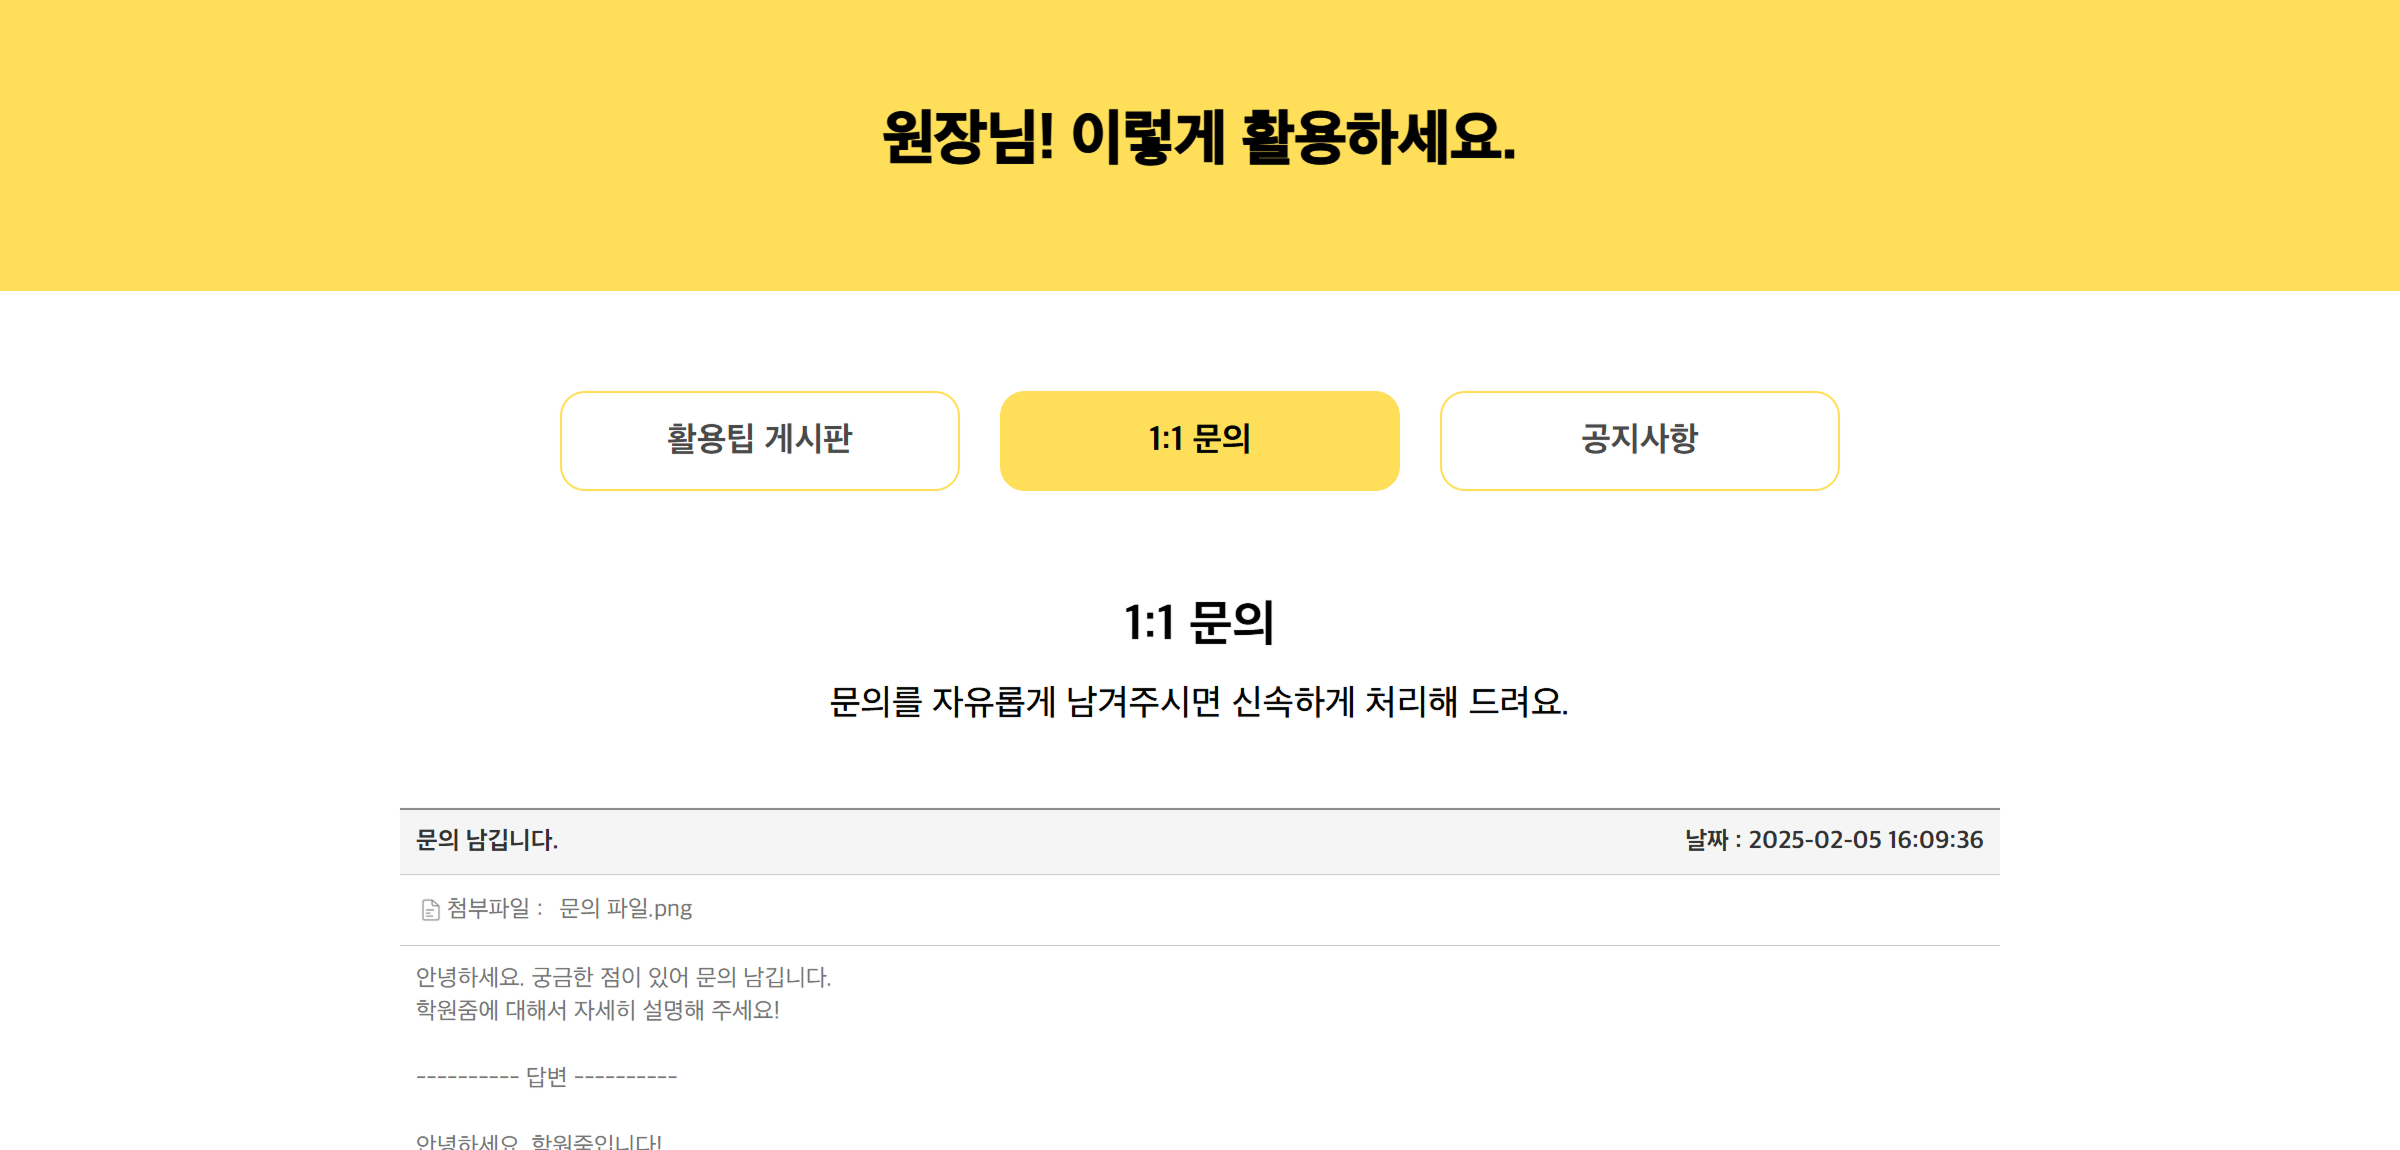 원장님! 이렇게 활용하세요.
활용팁 게시판
1:1 문의
공지사항
1:1 문의
문의를 자유롭게 남겨주시면 신속하게 처리해 드려요.
문의 남깁니다. 날짜 : 2025-02-05 16:09:36
첨부파일 : 문의 파일.png
안녕하세요. 궁금한 점이 있어 문의 남깁니다.
학원줌에 대해서 자세히 설명해 주세요!
---------- 답변 ----------
안녕하세요. 학원줌입니다!